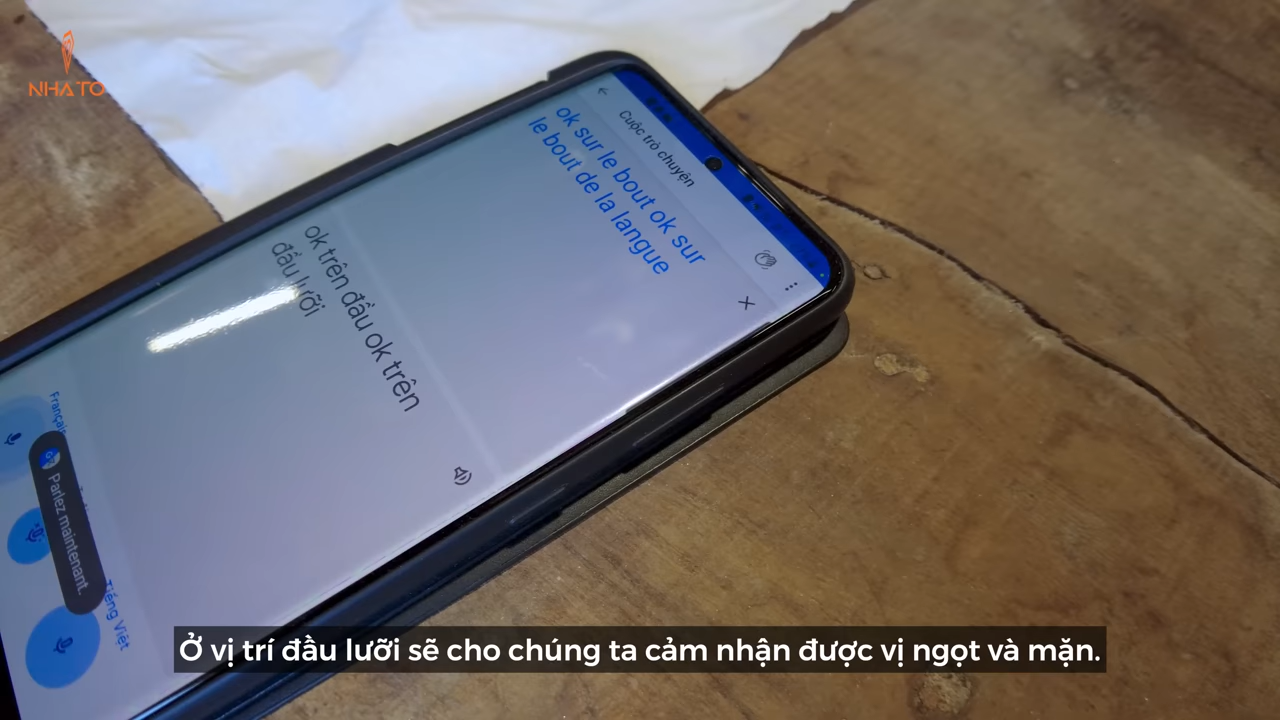 NHATO
Cuộc trò chuyện
ok sur le bout ok sur
le bout de la langue
ok trên đầu ok trên
đầu lưỡi
Français
Parlez maintenant.
Tiếng Việt
Ở vị trí đầu lưỡi sẽ cho chúng ta cảm nhận được vị ngọt và mặn.